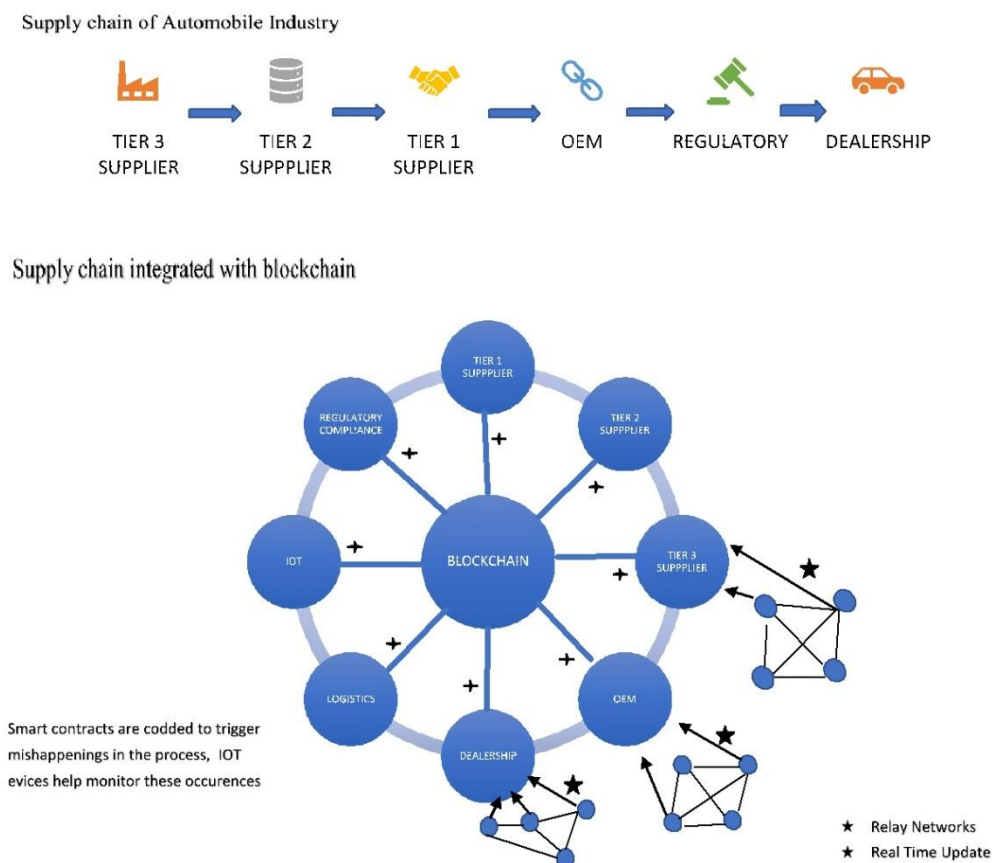 Supply chain of Automobile Industry
TIER 3
SUPPLIER
TIER 2
SUPPPLIER
TIER 1
SUPPLIER
OEM
REGULATORY
DEALERSHIP
Supply chain integrated with blockchain
TIER 1
SUPPPLIER
REGULATORY
COMPLIANCE
TIER 2
SUPPPLIER
IOT
BLOCKCHAIN
TIER 3
SUPPPLIER
LOGISTICS
OEM
DEALERSHIP
Smart contracts are codded to trigger
mishappenings in the process, IOT
evices help monitor these occurences
★ Relay Networks
★ Real Time Update